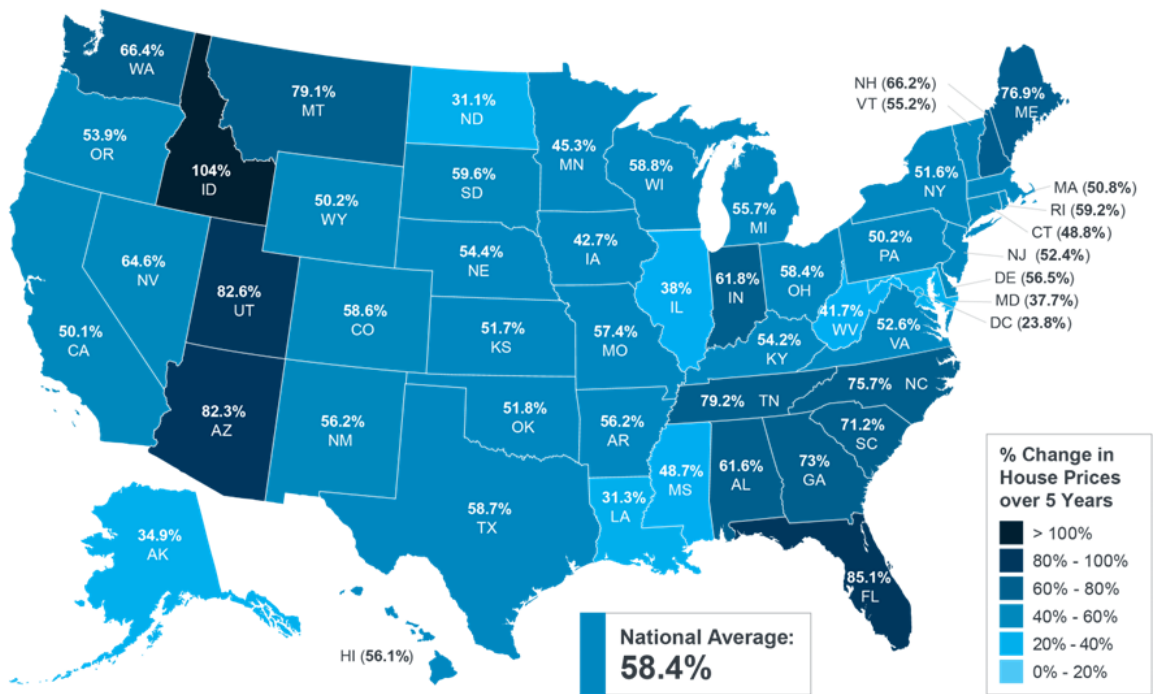 66.4%
WA
79.1%
MT
31.1%
ND
NH (66.2%)
VT (55.2%)
76.9%
ME
53.9%
OR
104%
ID
45.3%
MN
58.8%
WI
51.6%
NY
59.6%
SD
50.2%
WY
55.7%
MI
MA (50.8%)
RI (59.2%)
CT (48.8%)
NJ (52.4%)
DE (56.5%)
MD (37.7%)
DC (23.8%)
42.7%
IA
50.2%
PA
64.6%
NV
54.4%
NE
82.6%
UT
58.6%
CO
38%
IL
61.8%
IN
58.4%
OH
41.7%
WV
52.6%
VA
50.1%
CA
51.7%
KS
57.4%
MO
54.2%
KY
75.7% NC
79.2% TN
82.3%
AZ
56.2%
NM
51.8%
OK
56.2%
AR
71.2%
SC
48.7%
MS
61.6%
AL
73%
GA
58.7%
TX
31.3%
LA
34.9%
AK
85.1%
FL
HI (56.1%)
National Average:
58.4%
% Change in
House Prices
over 5 Years
> 100%
80% - 100%
60% - 80%
40% - 60%
20% - 40%
0% - 20%